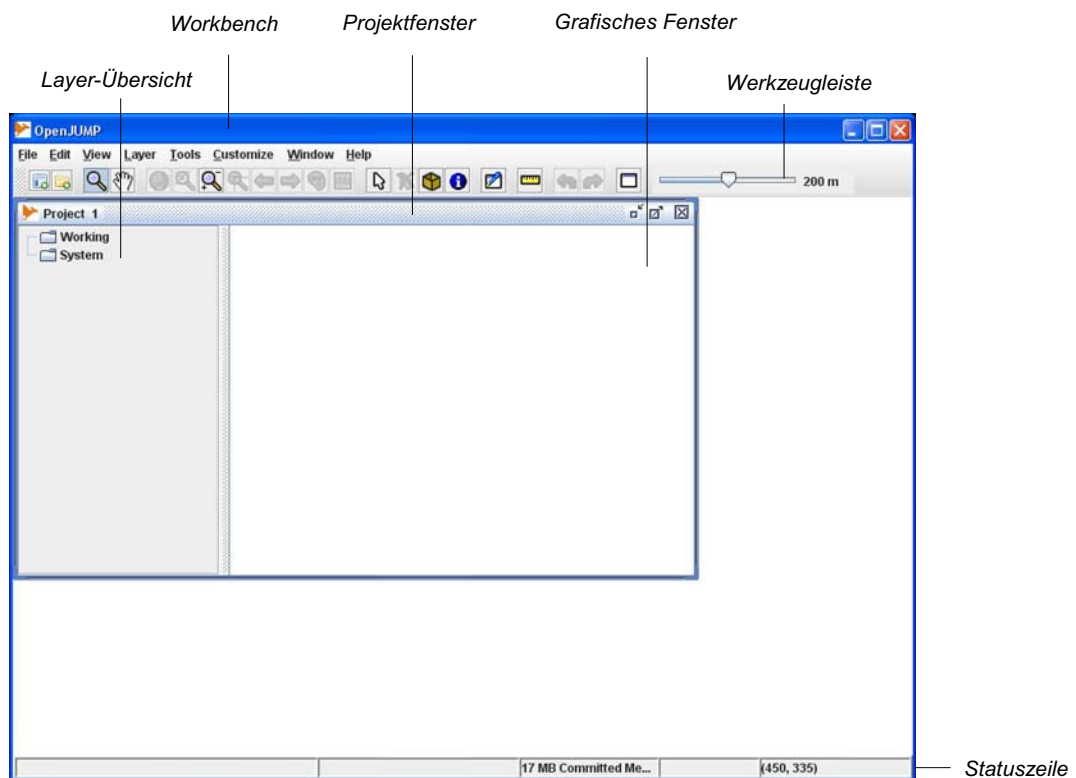 Workbench Projektfenster Grafisches Fenster
Layer-Übersicht Werkzeugleiste
OpenJUMP
File Edit View Layer Tools Customize Window Help
200 m
Project 1
Working
System
17 MB Committed Me... (450, 335)
Statuszeile